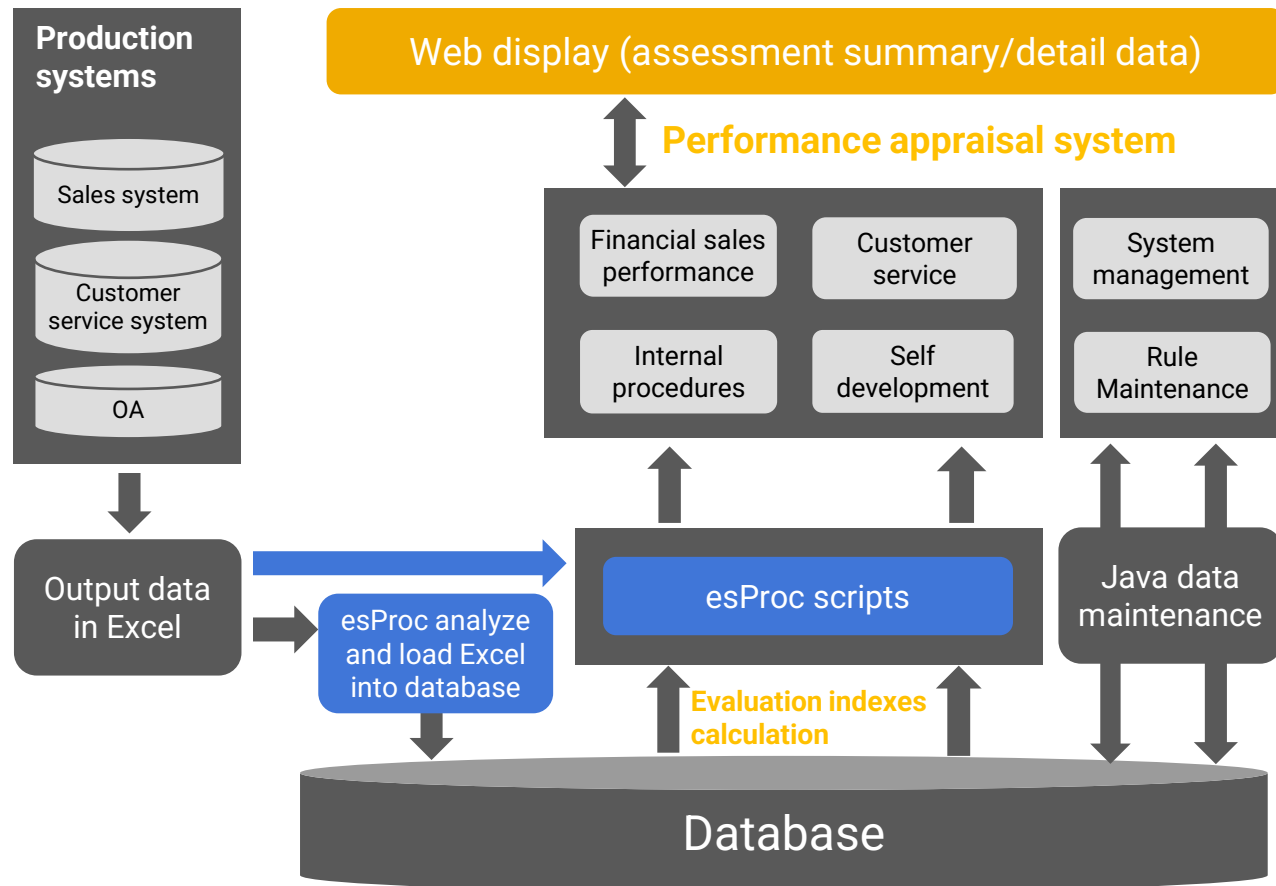 Production
systems
Sales system
Customer
service system
OA
Output data
in Excel
Web display (assessment summary/detail data)
Performance appraisal system
Financial sales
performance
Customer
service
Internal
procedures
Self
development
System
management
Rule
Maintenance
esProc scripts
Java data
maintenance
esProc analyze
and load Excel
into database
Evaluation indexes
calculation
Database